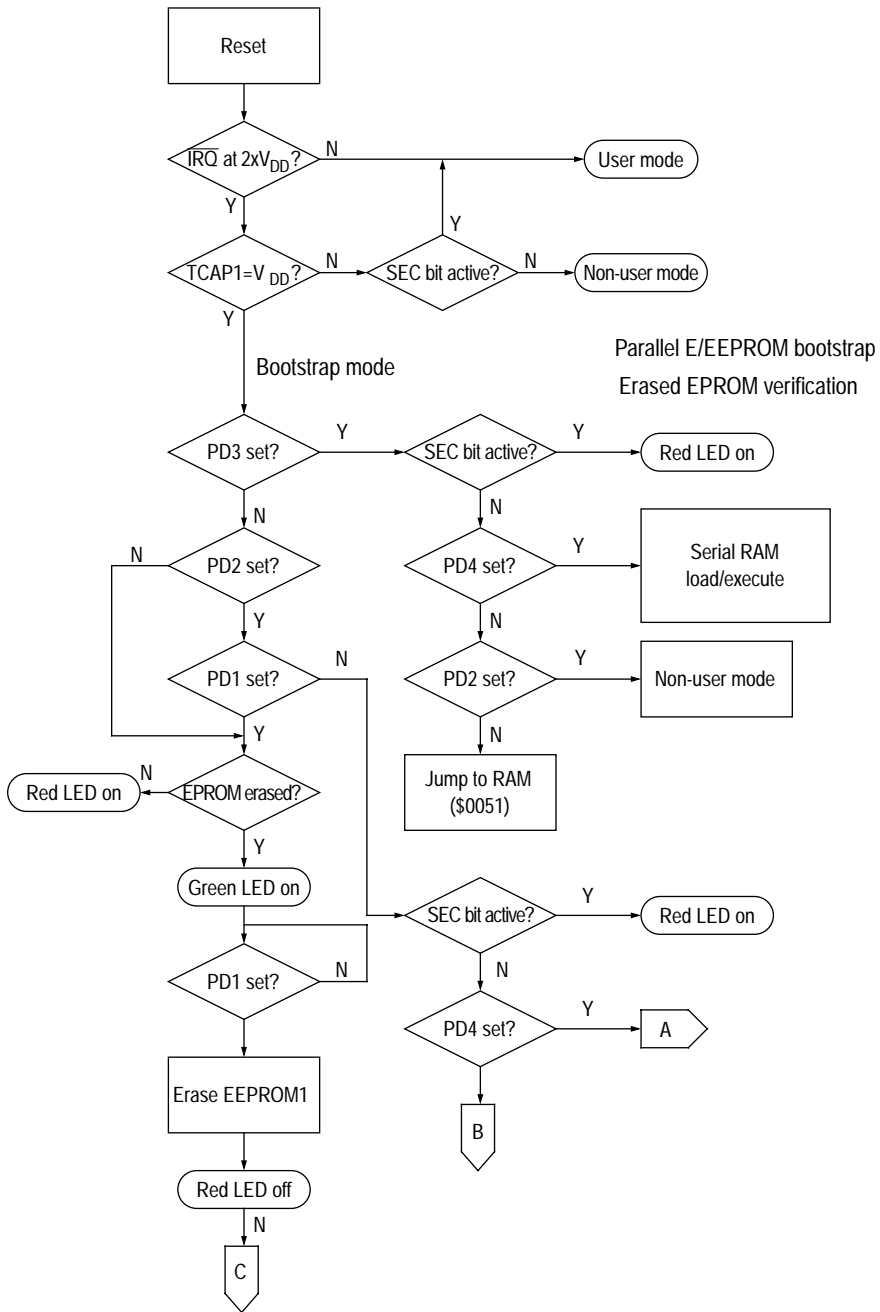 Reset
IRQ at 2xVDD?
N
User mode
Y
Y
TCAP1=V DD?
N
SEC bit active?
N
Non-user mode
Y
Parallel E/EEPROM bootstrap
Bootstrap mode
Erased EPROM verification
PD3 set?
Y
SEC bit active?
Y
Red LED on
N
N
N
PD2 set?
PD4 set?
Y
Serial RAM
load/execute
Y
N
PD1 set?
N
PD2 set?
Y
Non-user mode
Y
N
Jump to RAM
($0051)
Red LED on
N
EPROM erased?
Y
Green LED on
SEC bit active?
Y
Red LED on
PD1 set?
N
N
PD4 set?
Y
A
Erase EEPROM1
B
Red LED off
N
C